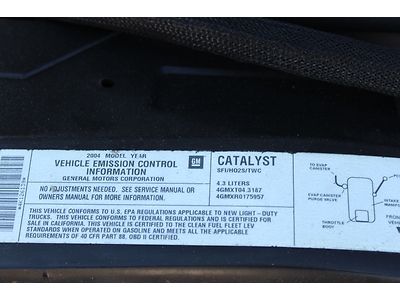 2004 MODEL YEAR
VEHICLE EMISSION CONTROL
INFORMATION
GENERAL MOTORS CORPORATION
GM
CATALYST
SFI/HO2S/TWC
4.3 LITERS
4GMXT04.3187
4GMXR0175957
NO ADJUSTMENTS NEEDED. SEE SERVICE MANUAL OR
OWNERS MANUAL FOR MORE INFORMATION.
THIS VEHICLE CONFORMS TO U.S. EPA REGULATIONS APPLICABLE TO NEW LIGHT-DUTY
TRUCKS. THIS VEHICLE CONFORMS TO FEDERAL REGULATIONS AND IS CERTIFIED FOR
SALE IN CALIFORNIA. THIS VEHICLE IS CERTIFIED TO THE CLEAN FUEL FLEET LEV
STANDARDS WHEN OPERATED ON GASOLINE AND MEETS ALL OTHER
REQUIREMENTS OF 40 CFR PART 88. OBD II CERTIFIED.
TO EVAP
CANISTER
EVAP CANISTER
PURGE VALVE
THROTTLE
BODY
INTAKE